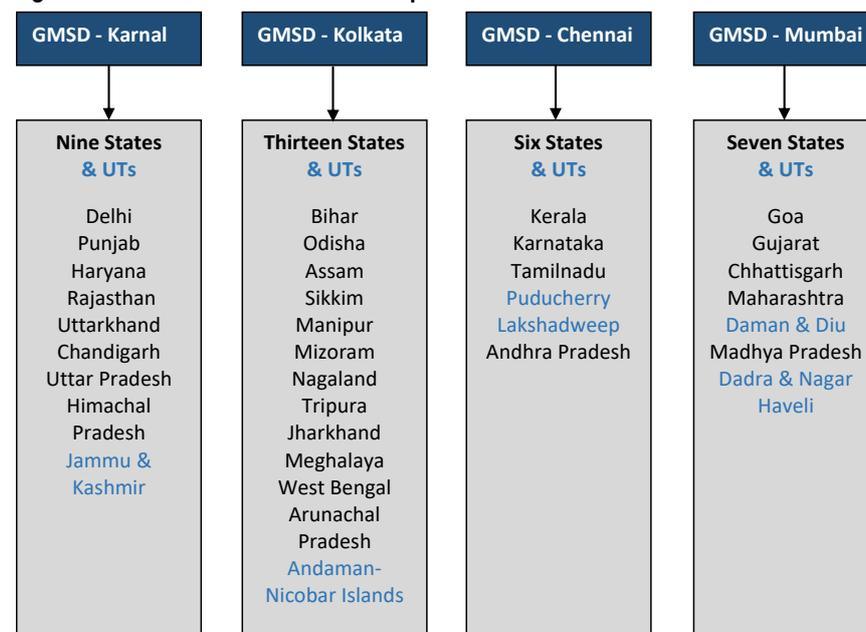 GMSD - Karnal
Nine States
& UTs
Delhi
Punjab
Haryana
Rajasthan
Uttarkhand
Chandigarh
Uttar Pradesh
Himachal
Pradesh
Jammu &
Kashmir
GMSD - Kolkata
Thirteen States
& UTs
Bihar
Odisha
Assam
Sikkim
Manipur
Mizoram
Nagaland
Tripura
Jharkhand
Meghalaya
West Bengal
Arunachal
Pradesh
Andaman-
Nicobar Islands
GMSD - Chennai
Six States
& UTs
Kerala
Karnataka
Tamilnadu
Puducherry
Lakshadweep
Andhra Pradesh
GMSD - Mumbai
Seven States
& UTs
Goa
Gujarat
Chhattisgarh
Maharashtra
Daman & Diu
Madhya Pradesh
Dadra & Nagar
Haveli